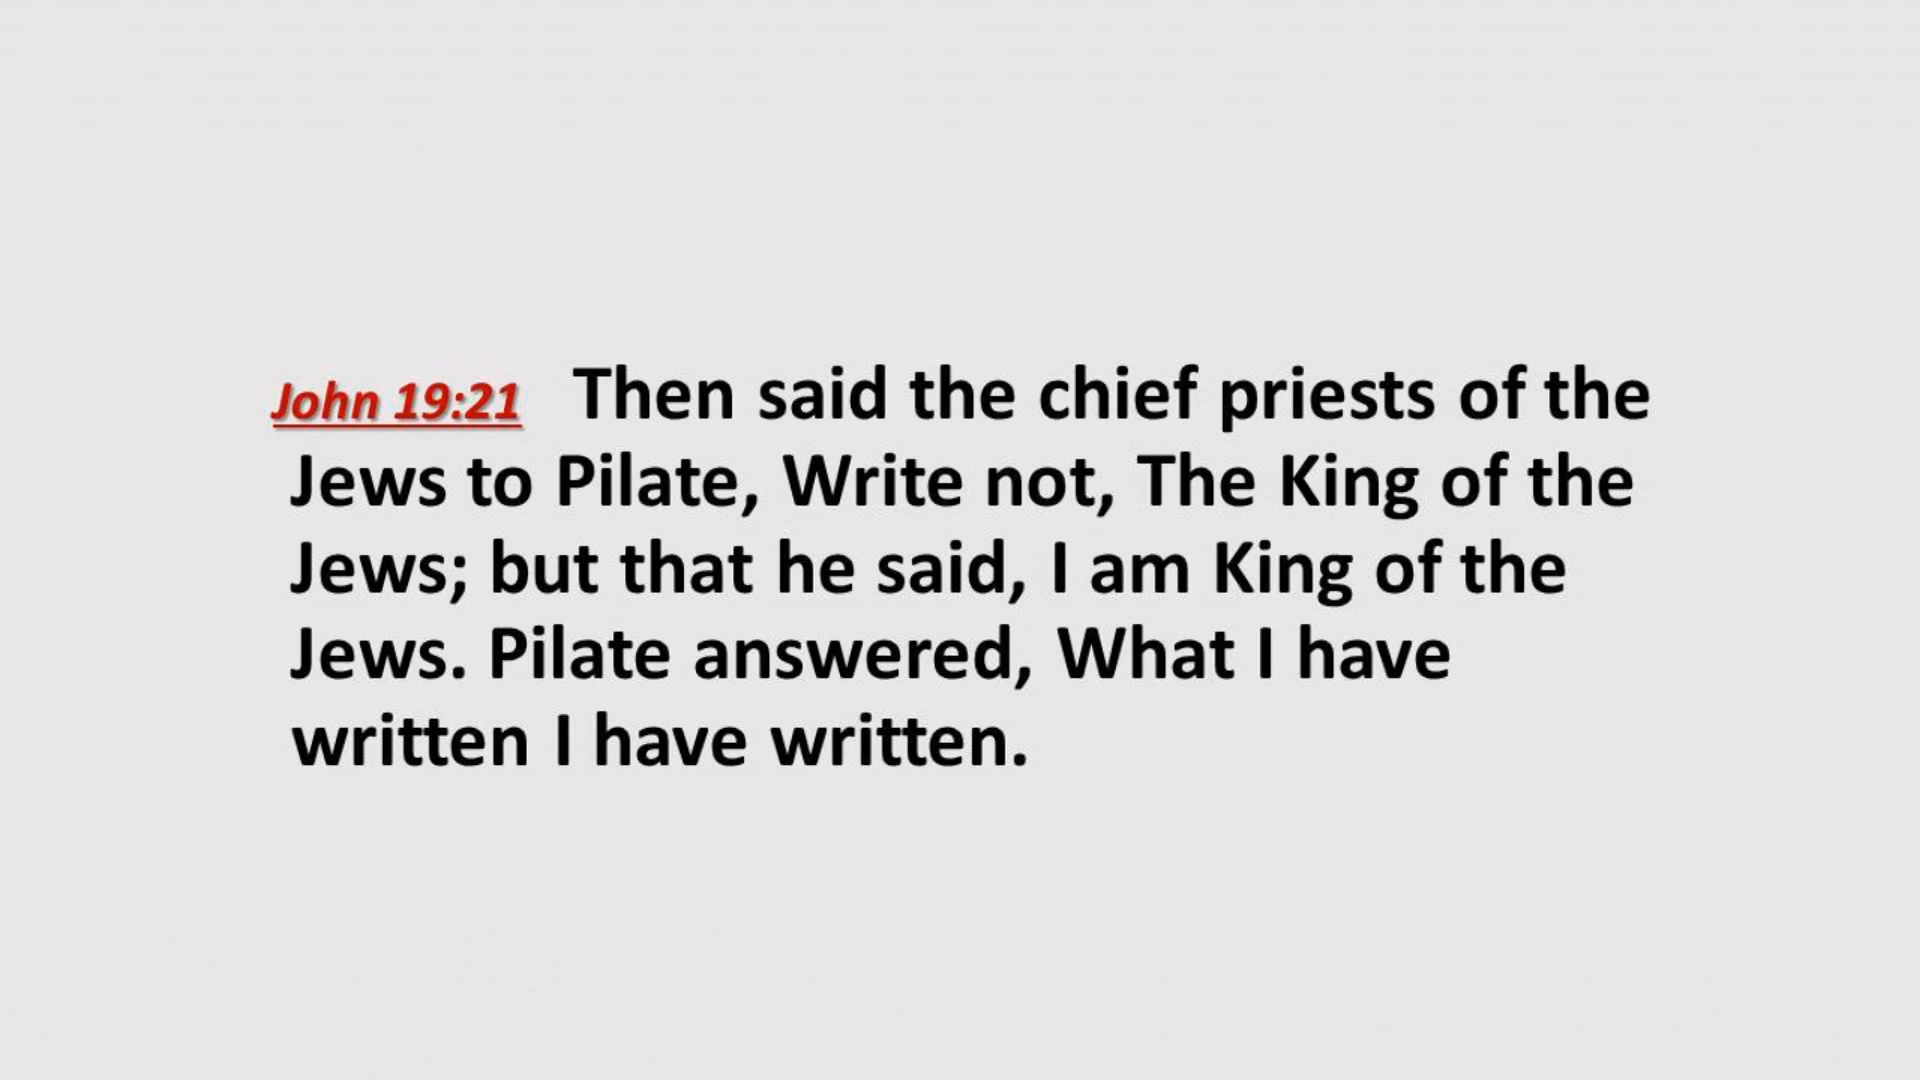 John 19:21 Then said the chief priests of the
Jews to Pilate, Write not, The King of the
Jews; but that he said, I am King of the
Jews. Pilate answered, What I have
written I have written.